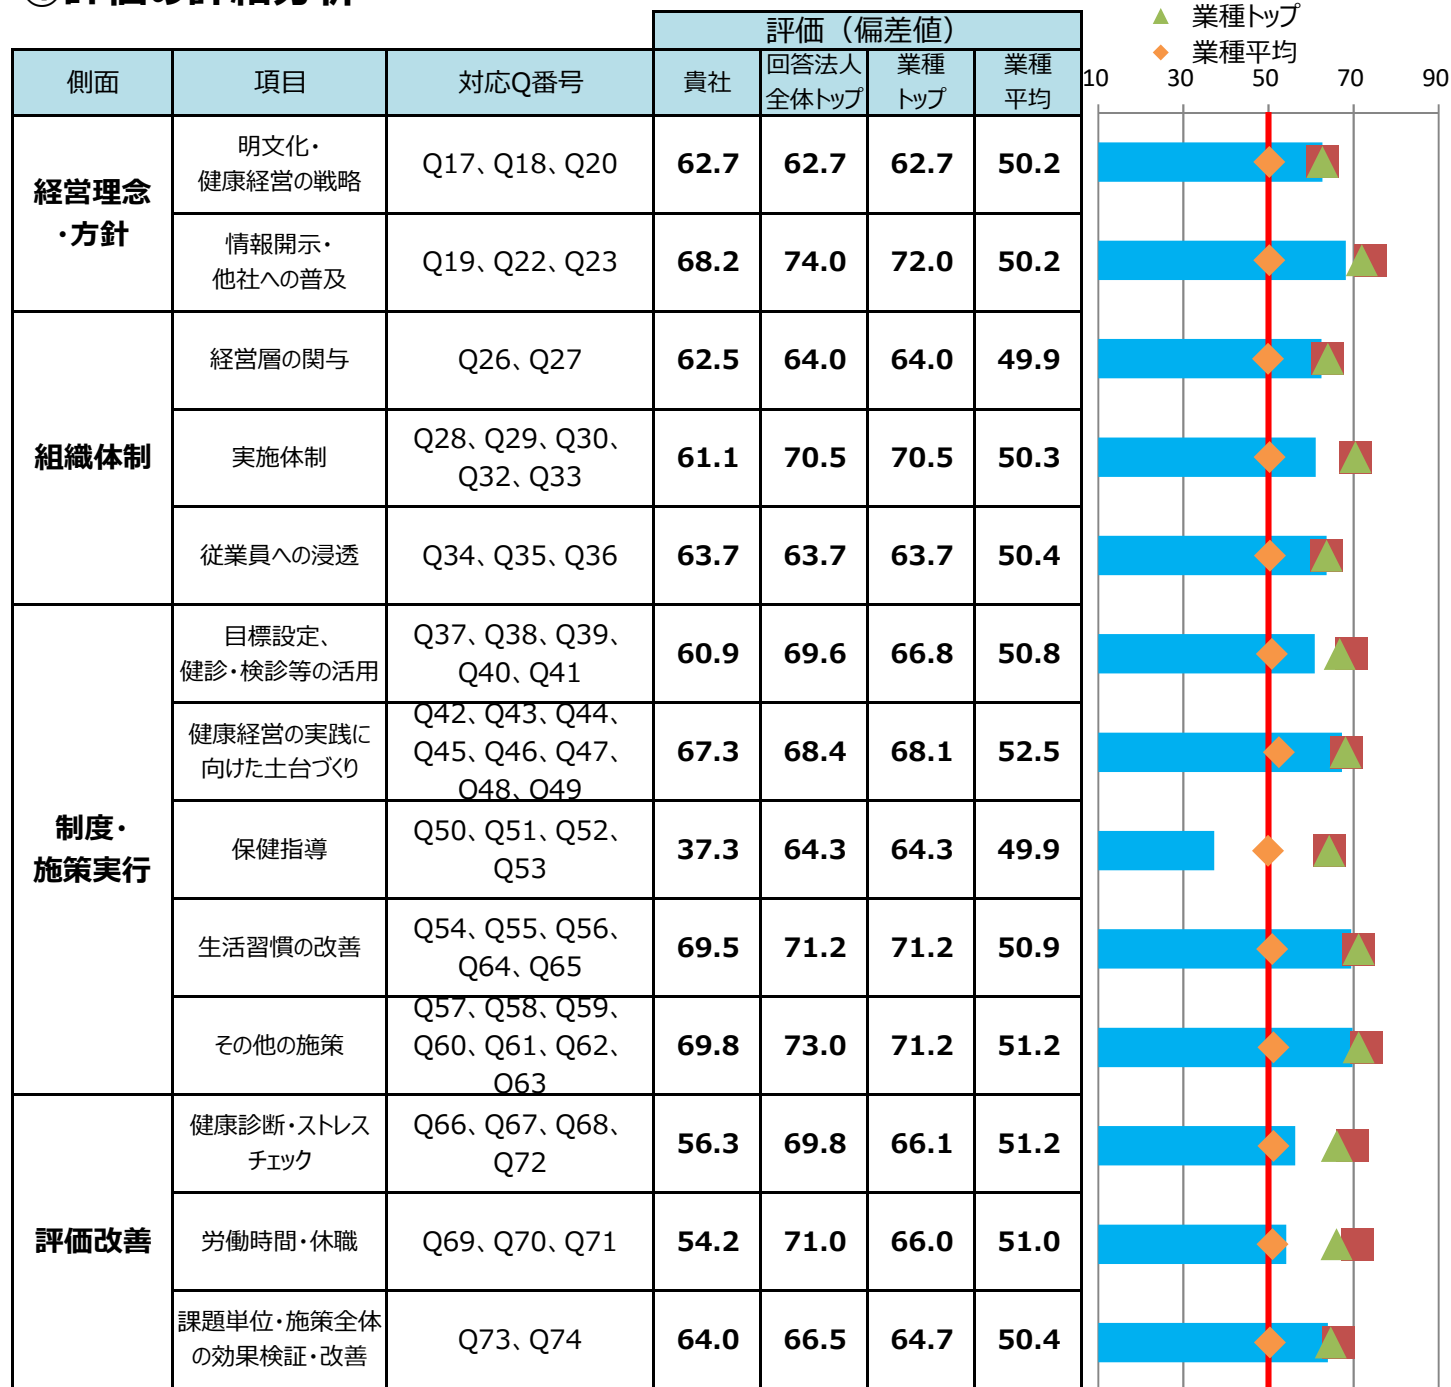 評価（偏差値）
▲ 業種トップ
◆ 業種平均
側面 項目 対応Q番号 貴社 回答法人 業種 業種
全体トップ トップ 平均
10 30 50 70 90
経営理念
・方針
明文化・
健康経営の戦略
Q17、Q18、Q20
62.7 62.7 62.7 50.2
情報開示・
他社への普及
Q19、Q22、Q23
68.2 74.0 72.0 50.2
組織体制
経営層の関与
Q26、Q27
62.5 64.0 64.0 49.9
実施体制
Q28、Q29、Q30、
Q32、Q33
61.1 70.5 70.5 50.3
従業員への浸透
Q34、Q35、Q36
63.7 63.7 63.7 50.4
制度・
施策実行
目標設定、
健診・検診等の活用
Q37、Q38、Q39、
Q40、Q41
60.9 69.6 66.8 50.8
健康経営の実践に
向けた土台づくり
Q42、Q43、Q44、
Q45、Q46、Q47、
Q48、Q49
67.3 68.4 68.1 52.5
保健指導
Q50、Q51、Q52、
Q53
37.3 64.3 64.3 49.9
生活習慣の改善
Q54、Q55、Q56、
Q64、Q65
69.5 71.2 71.2 50.9
その他の施策
Q57、Q58、Q59、
Q60、Q61、Q62、
Q63
69.8 73.0 71.2 51.2
評価改善
健康診断・ストレス
チェック
Q66、Q67、Q68、
Q72
56.3 69.8 66.1 51.2
労働時間・休職
Q69、Q70、Q71
54.2 71.0 66.0 51.0
課題単位・施策全体
の効果検証・改善
Q73、Q74
64.0 66.5 64.7 50.4